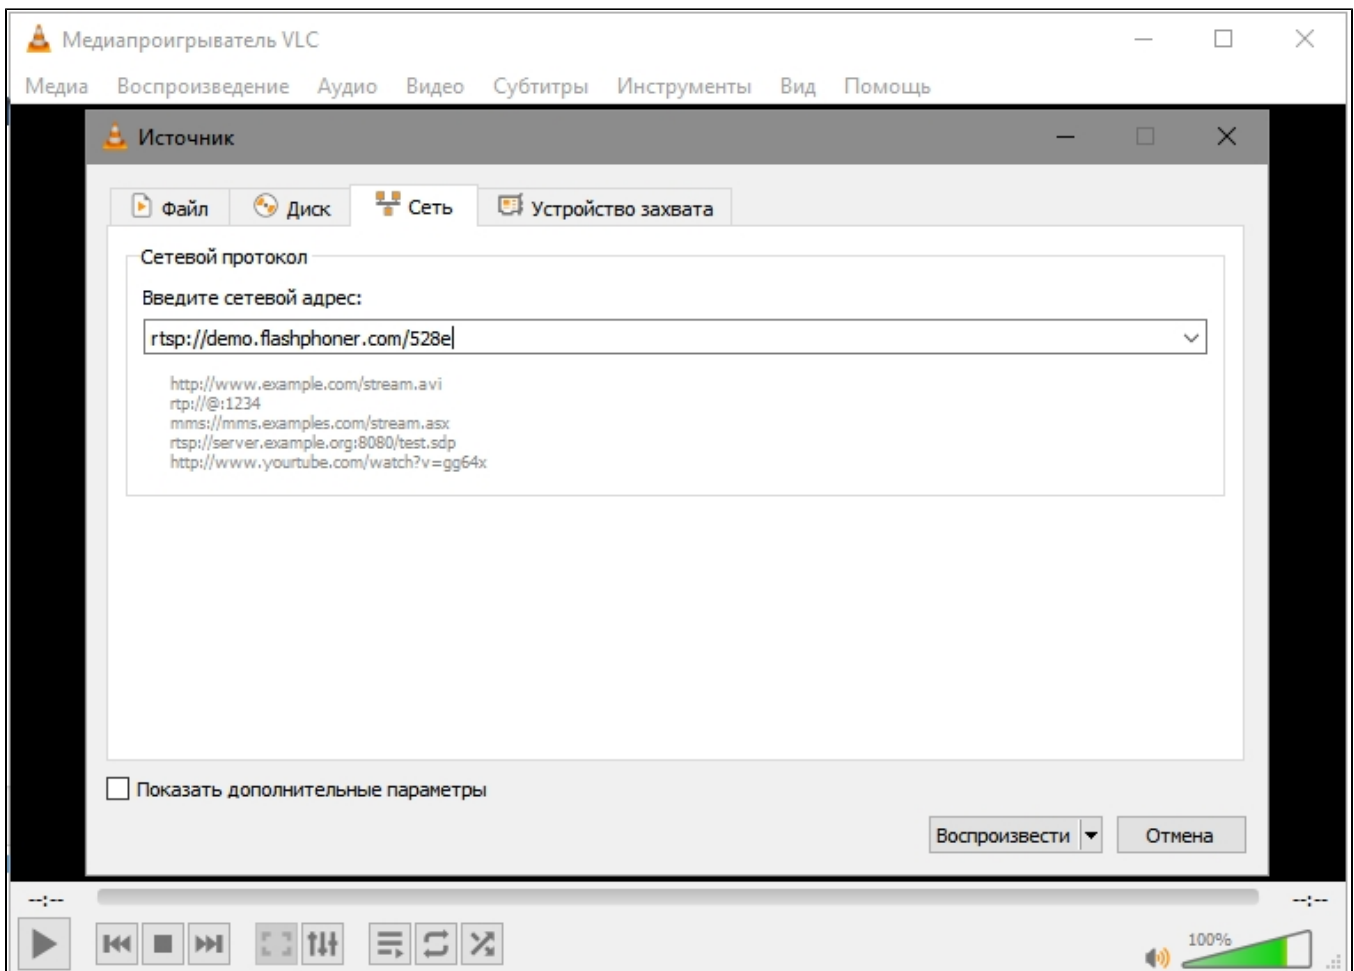 Медиапроигрыватель VLC
Медиа Воспроизведение Аудио Видео Субтитры Инструменты Вид Помощь
Источник
Файл Диск Сеть Устройство захвата
Сетевой протокол
Введите сетевой адрес:
rtsp://demo.flashphoner.com/528e
http://www.example.com/stream.avi
rtp://@:1234
mms://mms.examples.com/stream.asx
rtsp://server.example.org:8080/test.sdp
http://www.yourtube.com/watch?v=gg64x
Показать дополнительные параметры
Воспроизвести Отмена
--:-- --:--
100%